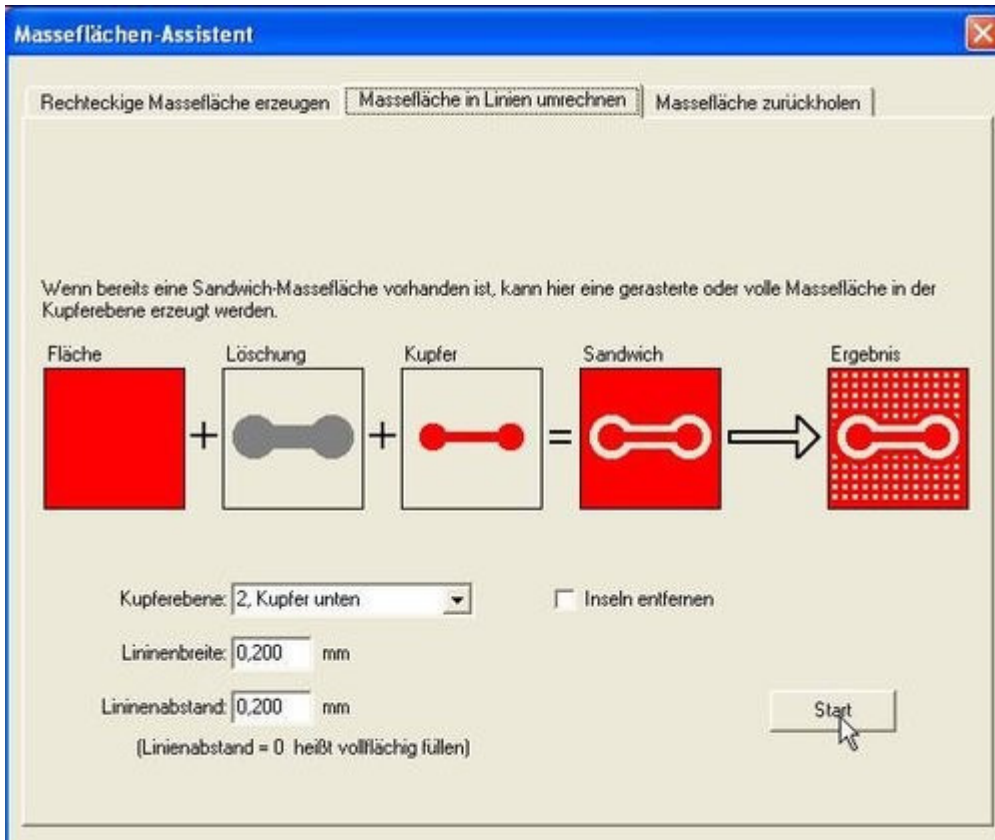 Masseflächen-Assistent
Rechteckige Massefläche erzeugen
Massefläche in Linien umrechnen
Massefläche zurückholen
Wenn bereits eine Sandwich-Massefläche vorhanden ist, kann hier eine gerasterte oder volle Massefläche in der
Kupferebene erzeugt werden.
Fläche
Löschung
Kupfer
Sandwich
Ergebnis
+ + =
Kupferebene: 2, Kupfer unten
Inseln entfernen
Lininenbreite: 0,200 mm
Lininenabstand: 0,200 mm
Start
(Linienabstand = 0 heißt vollflächig füllen)